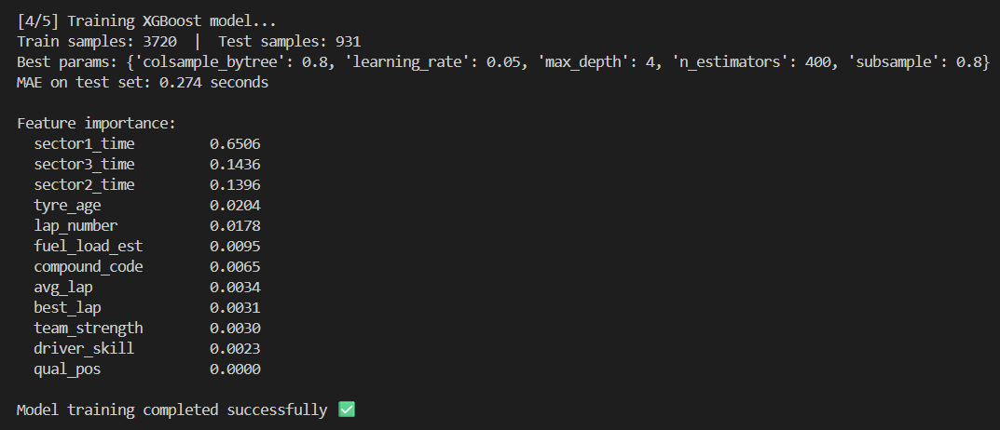 [4/5] Training XGBoost model...
Train samples: 3720  |  Test samples: 931
Best params: {'colsample_bytree': 0.8, 'learning_rate': 0.05, 'max_depth': 4, 'n_estimators': 400, 'subsample': 0.8}
MAE on test set: 0.274 seconds

Feature importance:
  sector1_time         0.6506
  sector3_time         0.1436
  sector2_time         0.1396
  tyre_age             0.0204
  lap_number           0.0178
  fuel_load_est        0.0095
  compound_code        0.0065
  avg_lap              0.0034
  best_lap             0.0031
  team_strength        0.0030
  driver_skill         0.0023
  qual_pos             0.0000

Model training completed successfully ✅